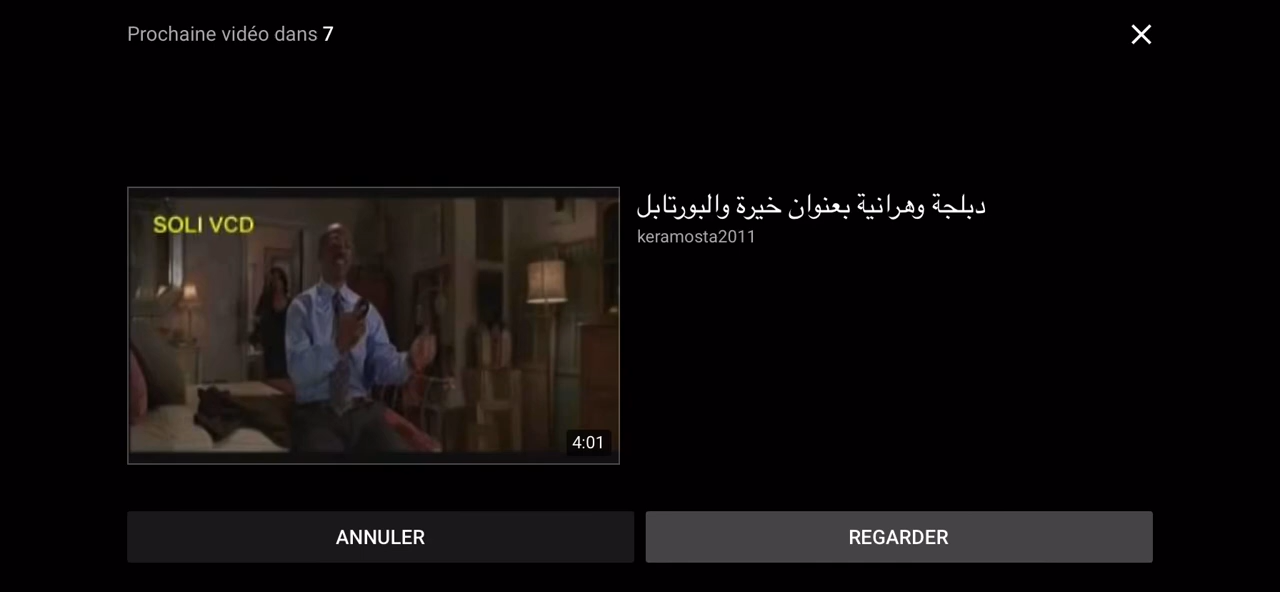 Prochaine vidéo dans 7
SOLI VCD
دبلجة وهرانية بعنوان خيرة والبورتابل
keramosta2011
4:01
ANNULER
REGARDER